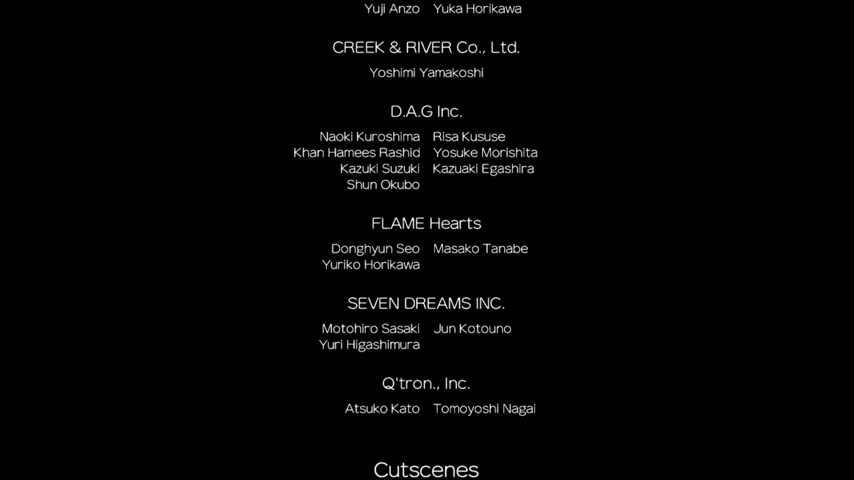 Yuji Anzo Yuka Horikawa
CREEK & RIVER Co., Ltd.
Yoshimi Yamakoshi
D.A.G Inc.
Naoki Kuroshima Risa Kususe
Khan Hamees Rashid Yosuke Morishita
Kazuki Suzuki Kazuaki Egashira
Shun Okubo
FLAME Hearts
Donghyun Seo Masako Tanabe
Yuriko Horikawa
SEVEN DREAMS INC.
Motohiro Sasaki Jun Kotouno
Yuri Higashimura
Q'tron., Inc.
Atsuko Kato Tomoyoshi Nagai
Cutscenes